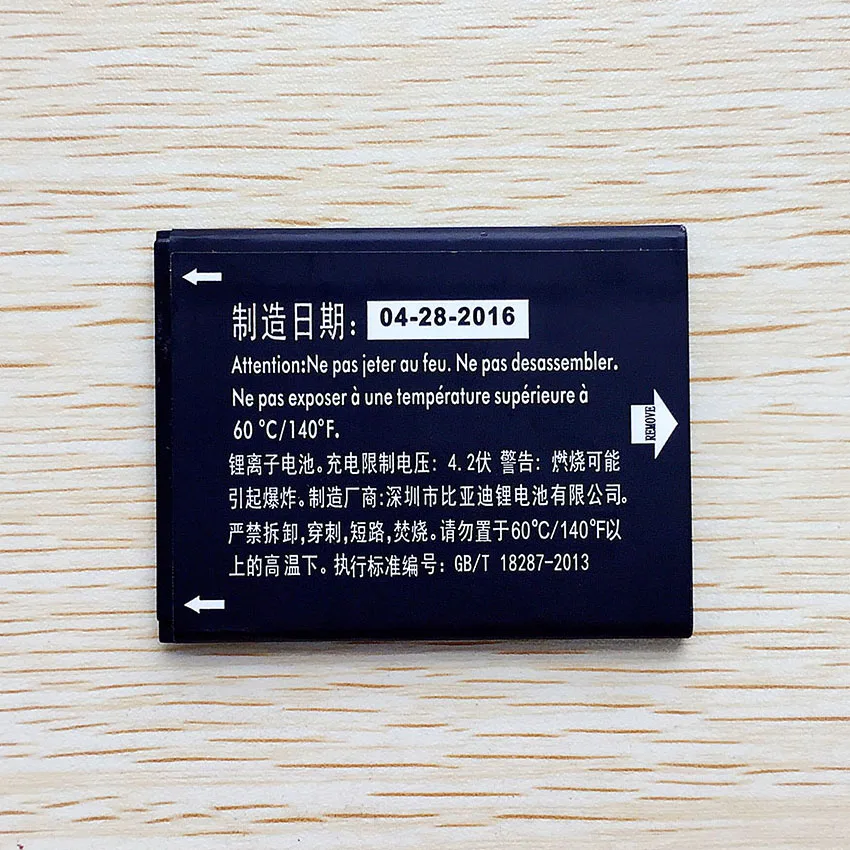 制造日期: 04-28-2016
Attention:Ne pas jeter au feu. Ne pas desassembler.
Ne pas exposer à une température supérieure à
60 °C/140°F.
锂离子电池。充电限制电压: 4.2伏 警告: 燃烧可能
引起爆炸。制造厂商:深圳市比亚迪锂电池有限公司。
严禁拆卸,穿刺,短路,焚烧。请勿置于60℃/140℉以
上的高温下。执行标准编号: GB/T 18287-2013
REMOVE